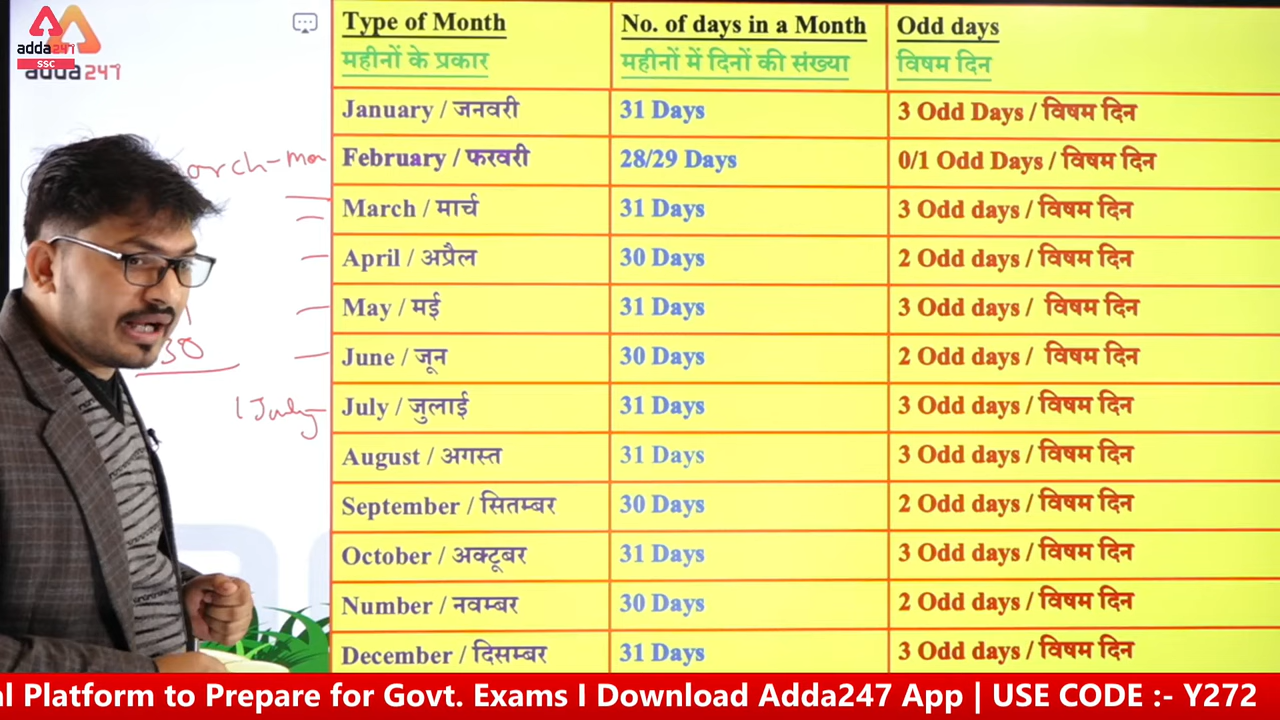 adda247
SSC
adda247
Type of Month No. of days in a Month Odd days
महीनों के प्रकार महीनों में दिनों की संख्या विषम दिन
January / जनवरी 31 Days 3 Odd Days / विषम दिन
February / फरवरी 28/29 Days 0/1 Odd Days / विषम दिन
March / मार्च 31 Days 3 Odd days / विषम दिन
April / अप्रैल 30 Days 2 Odd days / विषम दिन
May / मई 31 Days 3 Odd days / विषम दिन
June / जून 30 Days 2 Odd days / विषम दिन
July / जुलाई 31 Days 3 Odd days / विषम दिन
August / अगस्त 31 Days 3 Odd days / विषम दिन
September / सितम्बर 30 Days 2 Odd days / विषम दिन
October / अक्टूबर 31 Days 3 Odd days / विषम दिन
Number / नवम्बर 30 Days 2 Odd days / विषम दिन
December / दिसम्बर 31 Days 3 Odd days / विषम दिन
30
1 July
al Platform to Prepare for Govt. Exams I Download Adda247 App | USE CODE :- Y272